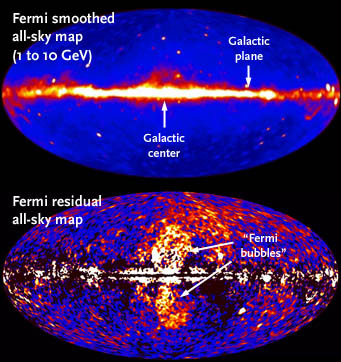 Fermi smoothed
all-sky map
(1 to 10 GeV)
Galactic
plane
Galactic
center
Fermi residual
all-sky map
“Fermi
bubbles”